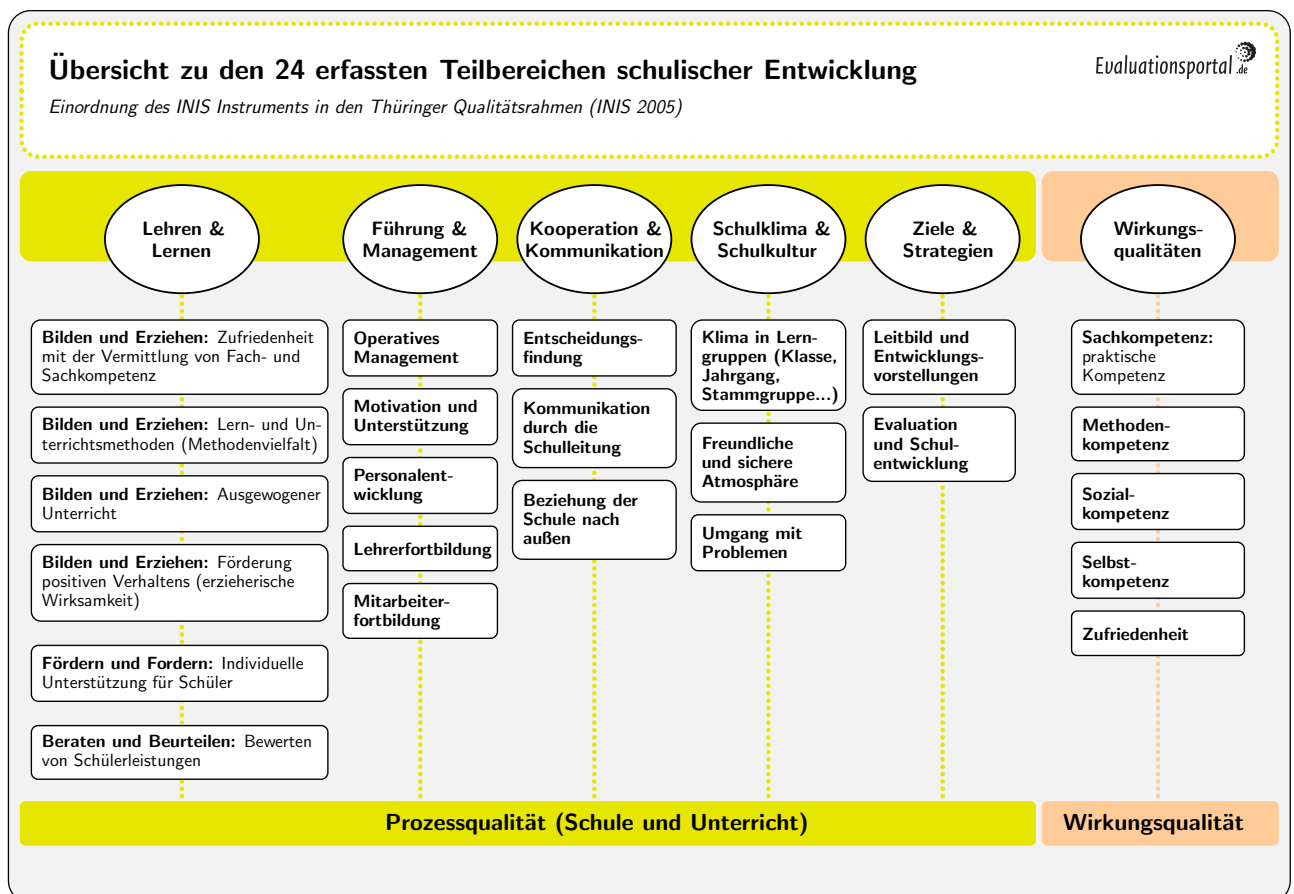 Übersicht zu den 24 erfassten Teilbereichen schulischer Entwicklung
Einordnung des INIS Instruments in den Thüringer Qualitätsrahmen (INIS 2005)
Evaluationsportal.de
Lehren &
Lernen
Führung &
Management
Kooperation &
Kommunikation
Schulklima &
Schulkultur
Ziele &
Strategien
Wirkungs-
qualitäten
Bilden und Erziehen: Zufriedenheit
mit der Vermittlung von Fach- und
Sachkompetenz
Bilden und Erziehen: Lern- und Un-
terrichtsmethoden (Methodenvielfalt)
Bilden und Erziehen: Ausgewogener
Unterricht
Bilden und Erziehen: Förderung
positiven Verhaltens (erzieherische
Wirksamkeit)
Fördern und Fordern: Individuelle
Unterstützung für Schüler
Beraten und Beurteilen: Bewerten
von Schülerleistungen
Operatives
Management
Motivation und
Unterstützung
Personalent-
wicklung
Lehrerfortbildung
Mitarbeiter-
fortbildung
Entscheidungs-
findung
Kommunikation
durch die
Schulleitung
Beziehung der
Schule nach
außen
Klima in Lern-
gruppen (Klasse,
Jahrgang,
Stammgruppe...)
Freundliche
und sichere
Atmosphäre
Umgang mit
Problemen
Leitbild und
Entwicklungs-
vorstellungen
Evaluation
und Schul-
entwicklung
Sachkompetenz:
praktische
Kompetenz
Methoden-
kompetenz
Sozial-
kompetenz
Selbst-
kompetenz
Zufriedenheit
Prozessqualität (Schule und Unterricht)
Wirkungsqualität